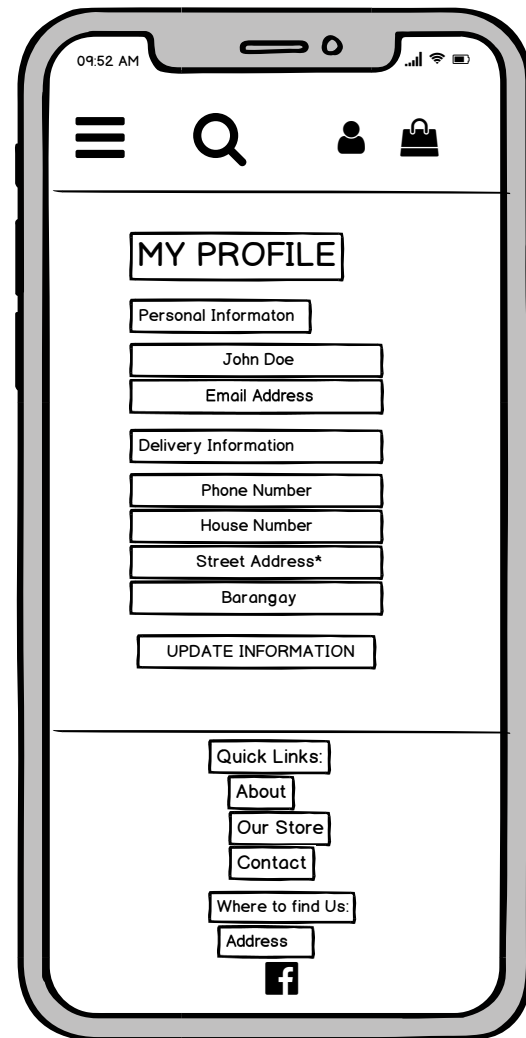 09:52 AM
MY PROFILE
Personal Informaton
John Doe
Email Address
Delivery Information
Phone Number
House Number
Street Address*
Barangay
UPDATE INFORMATION
Quick Links:
About
Our Store
Contact
Where to find Us:
Address